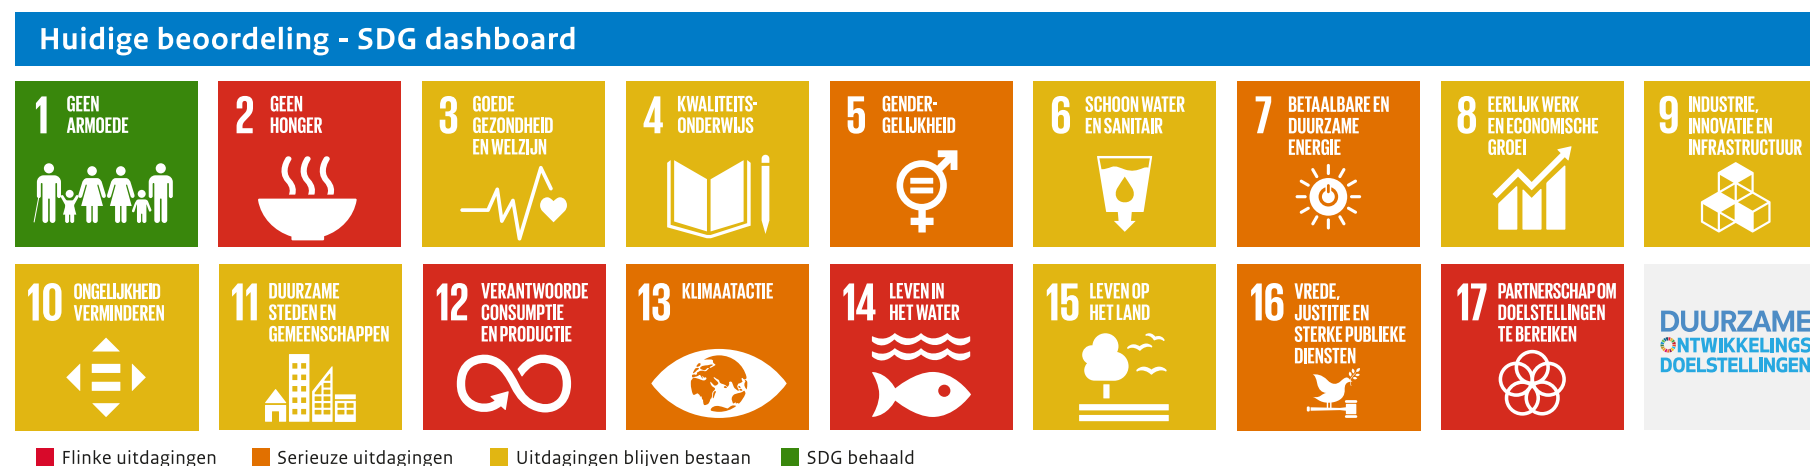 Huidige beoordeling - SDG dashboard
1 GEEN
ARMOEDE
2 GEEN
HONGER
3 GOEDE
GEZONDHEID
EN WELZIJN
4 KWALITEITS-
ONDERWIJS
5 GENDER-
GELIJKHEID
6 SCHOON WATER
EN SANITAIR
7 BETAALBARE EN
DUURZAME
ENERGIE
8 EERLIJK WERK
EN ECONOMISCHE
GROEI
9 INDUSTRIE,
INNOVATIE EN
INFRASTRUCTUUR
10 ONGELIJKHEID
VERMINDEREN
11 DUURZAME
STEDEN EN
GEMEENSCHAPPEN
12 VERANTWOORDE
CONSUMPTIE
EN PRODUCTIE
13 KLIMAATACTIE
14 LEVEN IN
HET WATER
15 LEVEN OP
HET LAND
16 VREDE,
JUSTITIE EN
STERKE PUBLIEKE
DIENSTEN
17 PARTNERSCHAP OM
DOELSTELLINGEN
TE BEREIKEN
DUURZAME
ONTWIKKELINGS
DOELSTELLINGEN
Flinke uitdagingen
Serieuze uitdagingen
Uitdagingen blijven bestaan
SDG behaald